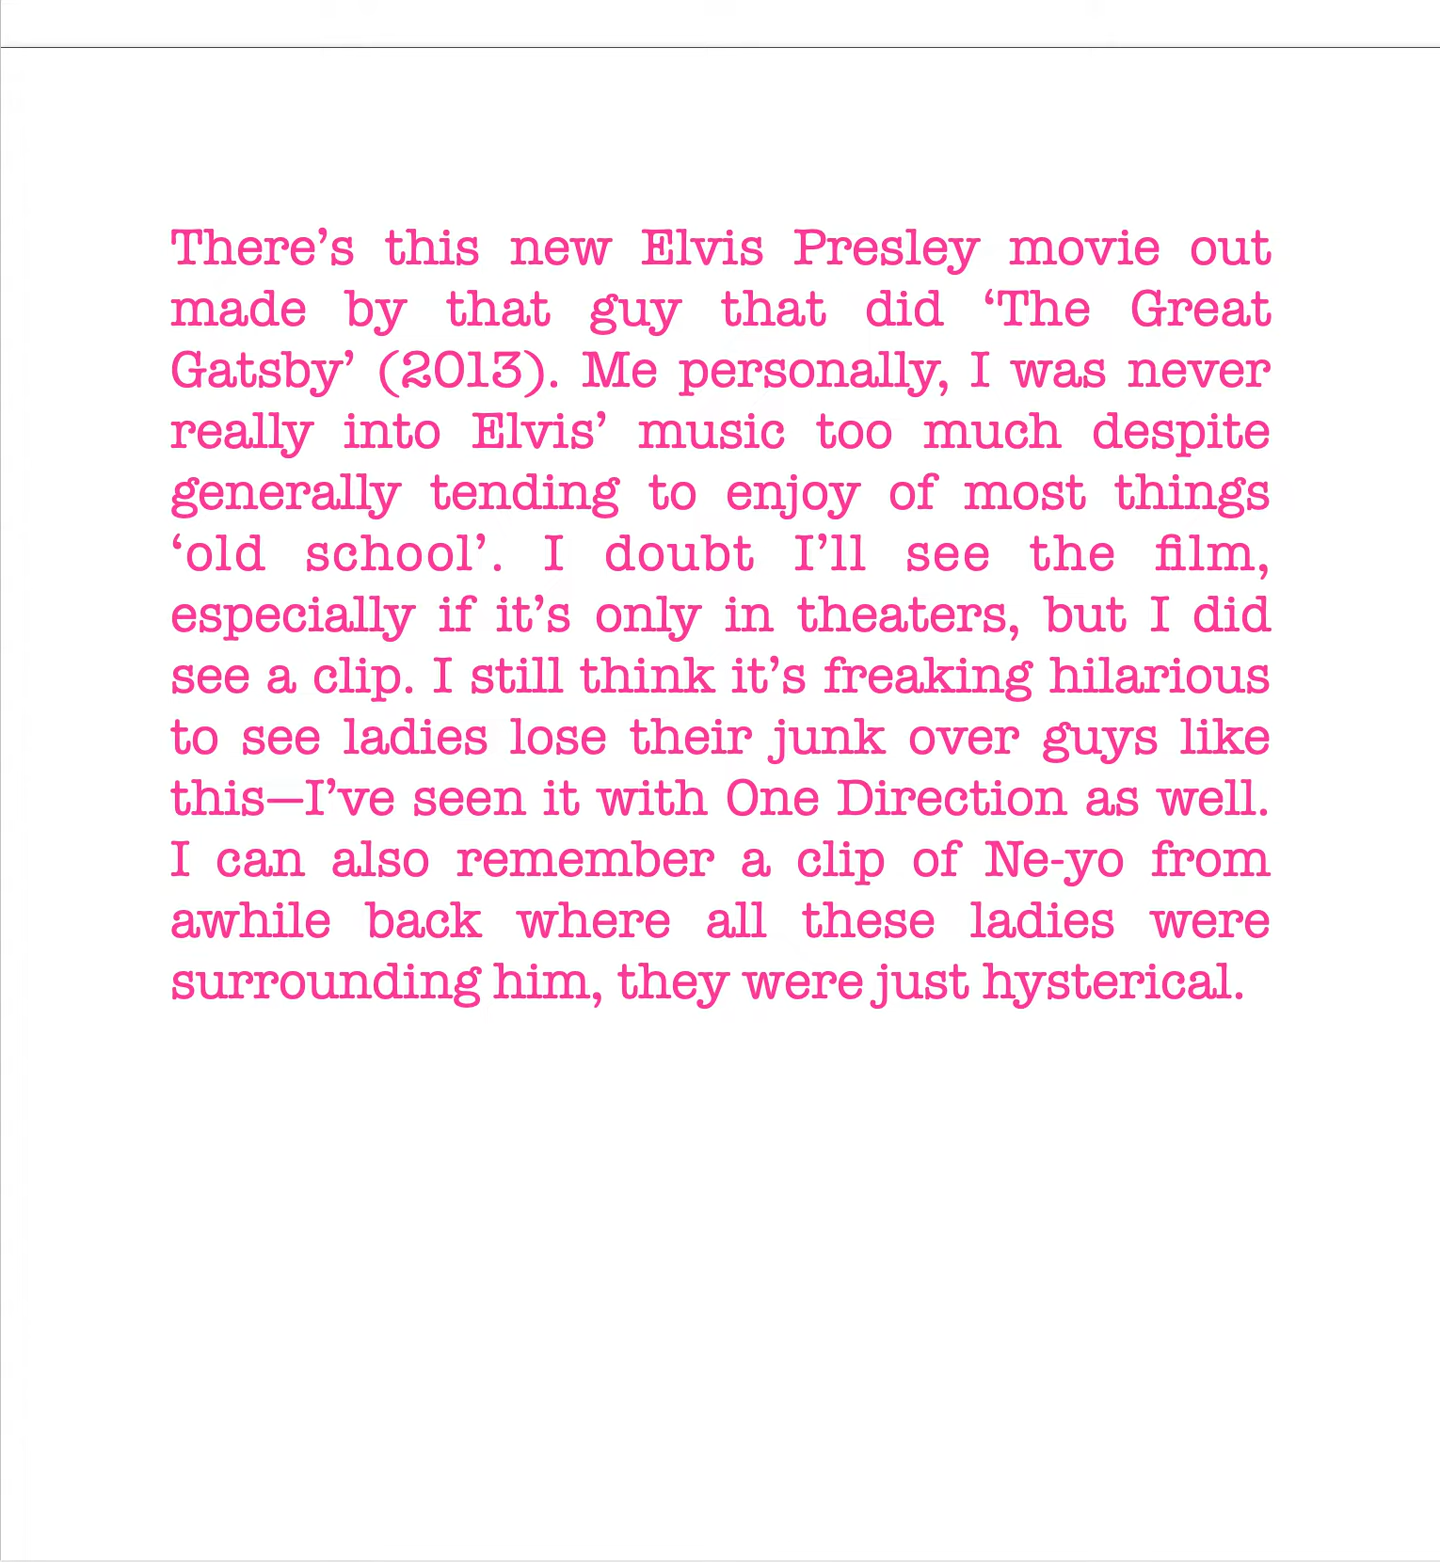 There’s this new Elvis Presley movie out
made by that guy that did ‘The Great
Gatsby’ (2013). Me personally, I was never
really into Elvis’ music too much despite
generally tending to enjoy of most things
‘old school’. I doubt I’ll see the film,
especially if it’s only in theaters, but I did
see a clip. I still think it’s freaking hilarious
to see ladies lose their junk over guys like
this—I’ve seen it with One Direction as well.
I can also remember a clip of Ne-yo from
awhile back where all these ladies were
surrounding him, they were just hysterical.